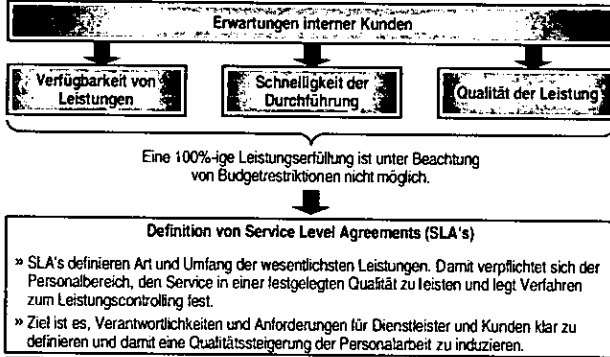 Erwartungen interner Kunden
Verfügbarkeit von
Leistungen
Schnelligkeit der
Durchführung
Qualität der Leistung
Eine 100%-ige Leistungserfüllung ist unter Beachtung
von Budgetrestriktionen nicht möglich.
Definition von Service Level Agreements (SLA's)
» SLA's definieren Art und Umfang der wesentlichsten Leistungen. Damit verpflichtet sich der
Personalbereich, den Service in einer festgelegten Qualität zu leisten und legt Verfahren
zum Leistungscontrolling fest.
» Ziel ist es, Verantwortlichkeiten und Anforderungen für Dienstleister und Kunden klar zu
definieren und damit eine Qualitätssteigerung der Personalarbeit zu induzieren.